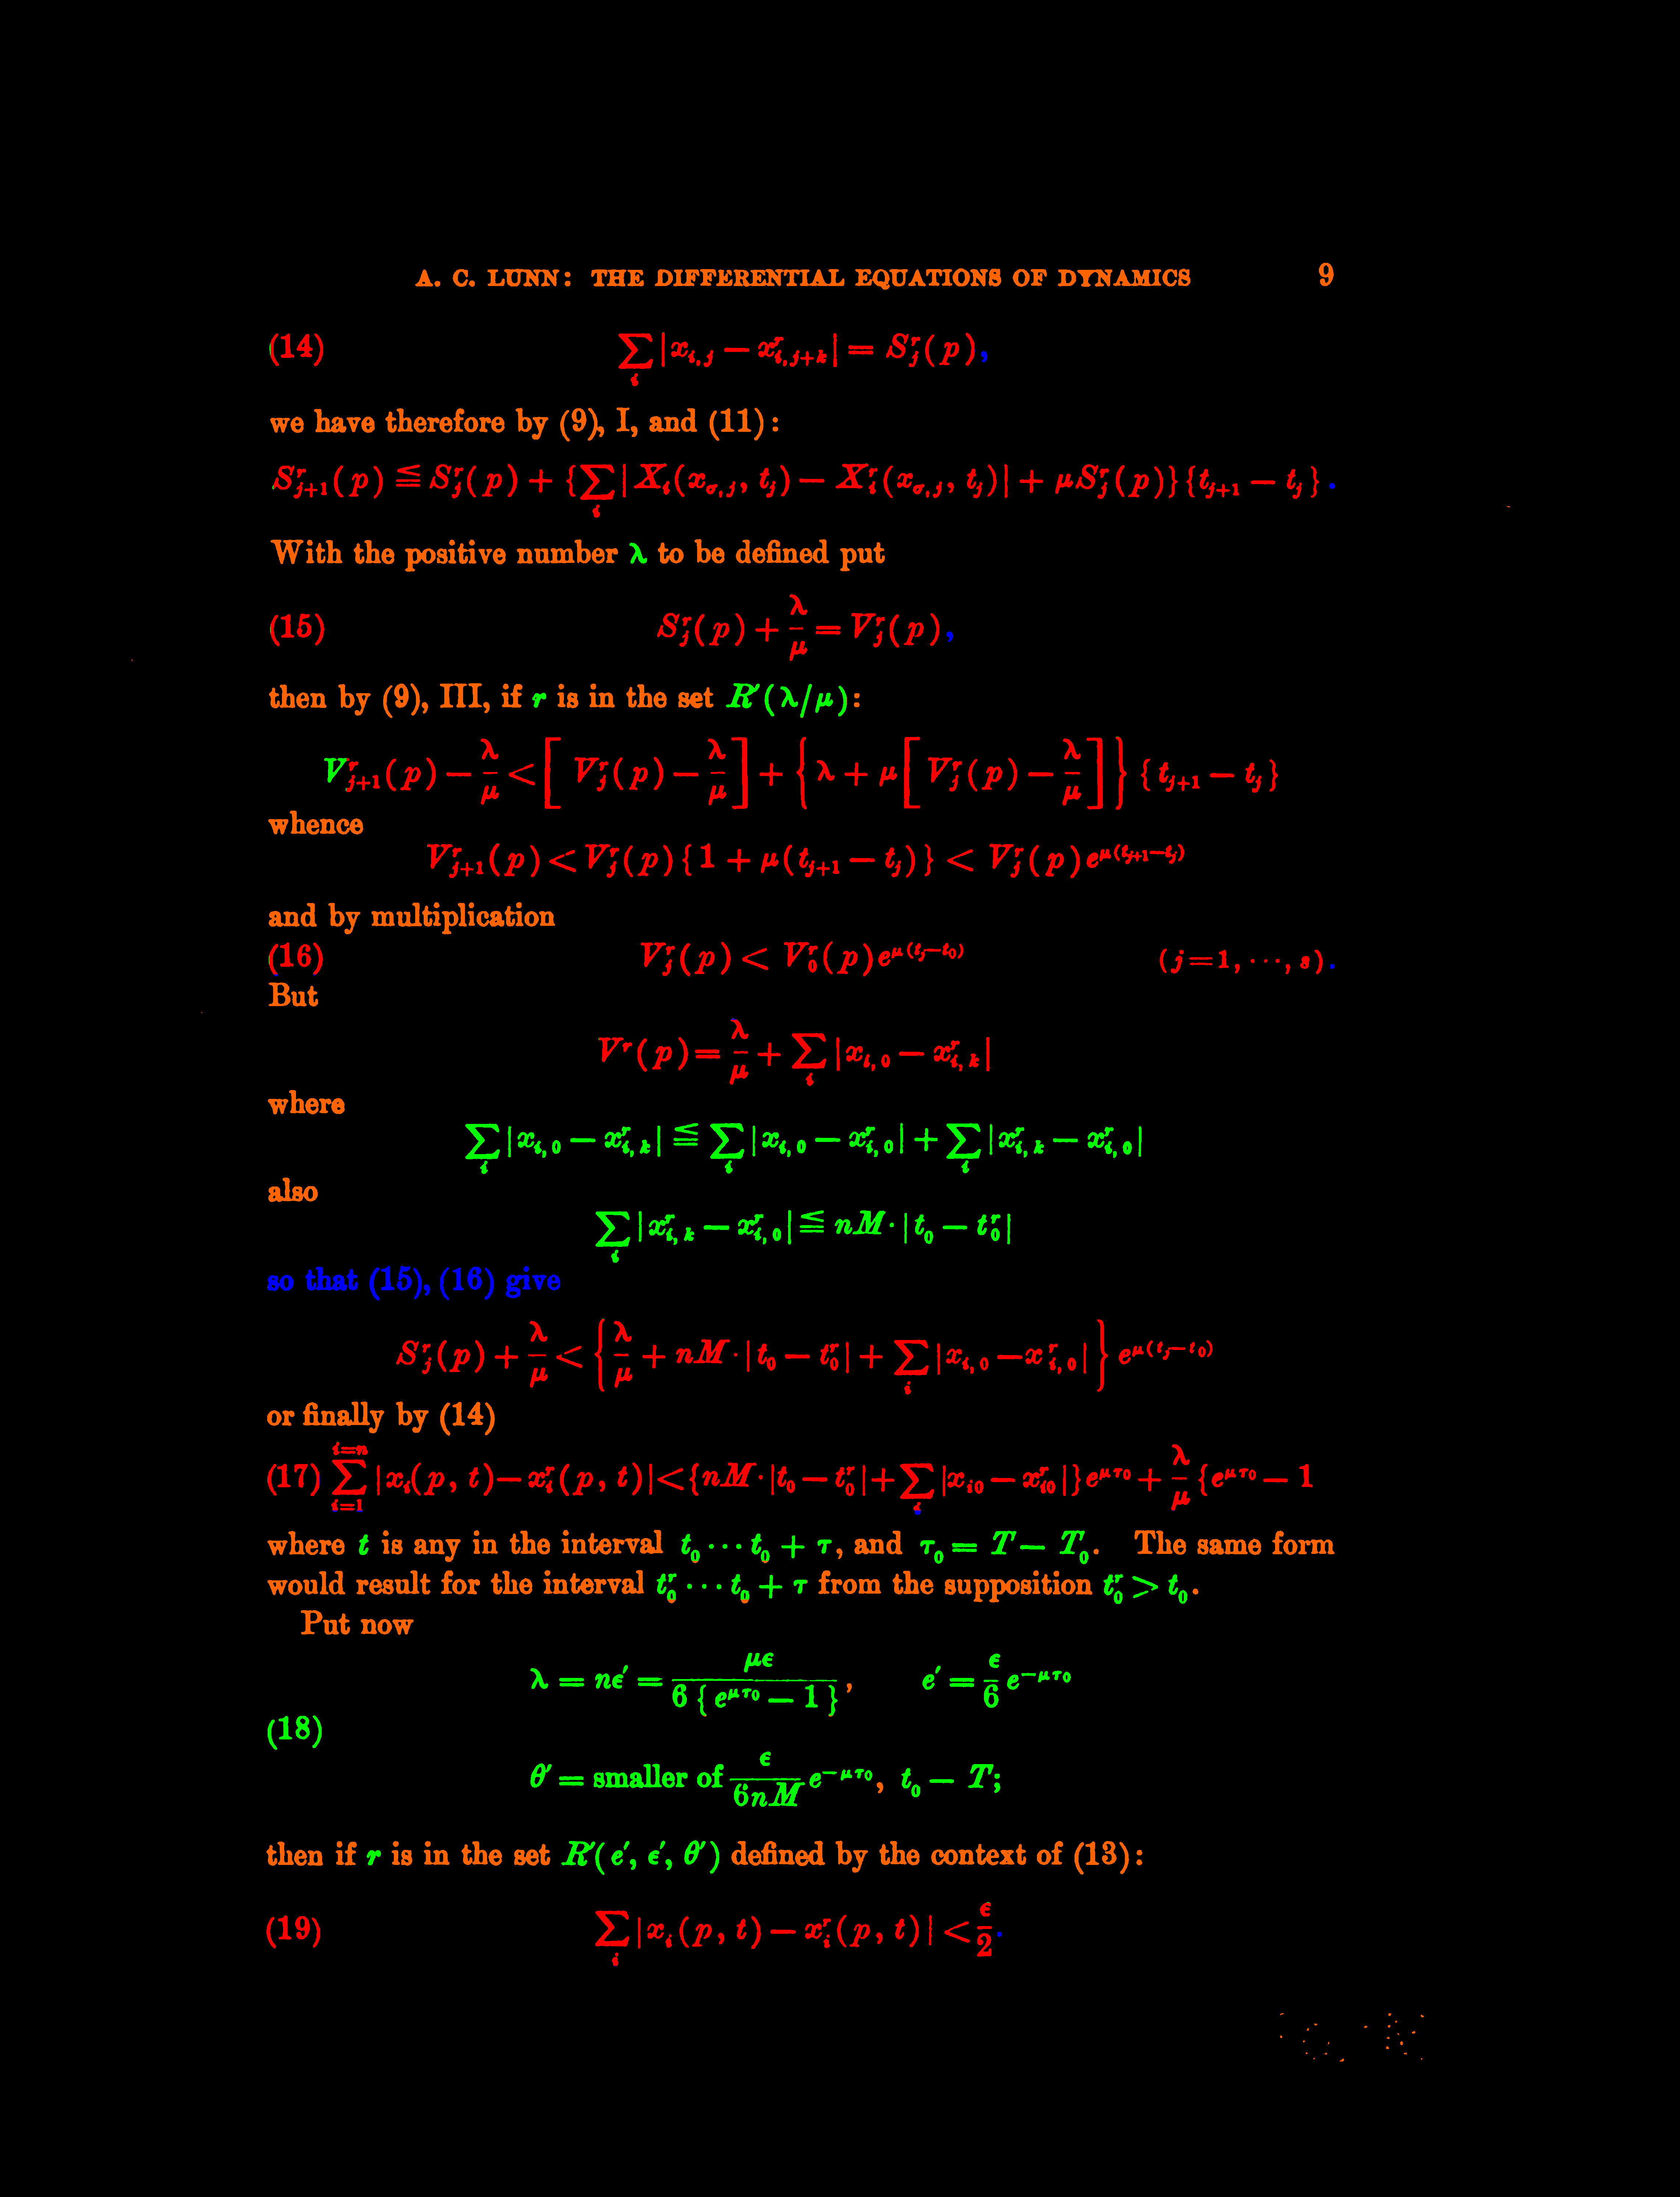 A. C. LUNN: THE DIFFERENTIAL EQUATIONS OF DYNAMICS 9
(14) $\sum_i |x_{i,j} - x^r_{i,j+k}| = S^r_j(p),$
we have therefore by (9), I, and (11):
$S^r_{j+1}(p) \leqq S^r_j(p) + \{\sum_i |X_i(x_{\sigma,j}, t_j) - X^r_i(x_{\sigma,j}, t_j)| + \mu S^r_j(p)\}\{t_{j+1} - t_j\}.$
With the positive number λ to be defined put
(15) $S^r_j(p) + \frac{\lambda}{\mu} = V^r_j(p),$
then by (9), III, if $r$ is in the set $R'(\lambda/\mu)$:
$V^r_{j+1}(p) - \frac{\lambda}{\mu} < \left[ V^r_j(p) - \frac{\lambda}{\mu} \right] + \left\{ \lambda + \mu \left[ V^r_j(p) - \frac{\lambda}{\mu} \right] \right\} \{t_{j+1} - t_j\}$
whence
$V^r_{j+1}(p) < V^r_j(p)\{1 + \mu(t_{j+1} - t_j)\} < V^r_j(p) e^{\mu(t_{j+1} - t_j)}$
and by multiplication
(16) $V^r_j(p) < V^r_0(p) e^{\mu(t_j - t_0)}$ $(j = 1, \cdots, s).$
But
$V^r(p) = \frac{\lambda}{\mu} + \sum_i |x_{i,0} - x^r_{i,k}|$
where
$\sum_i |x_{i,0} - x^r_{i,k}| \leqq \sum_i |x_{i,0} - x^r_{i,0}| + \sum_i |x^r_{i,k} - x^r_{i,0}|$
also
$\sum_i |x^r_{i,k} - x^r_{i,0}| \leqq nM \cdot |t_0 - t^r_0|$
so that (15), (16) give
$S^r_j(p) + \frac{\lambda}{\mu} < \left\{ \frac{\lambda}{\mu} + nM \cdot |t_0 - t^r_0| + \sum_i |x_{i,0} - x^r_{i,0}| \right\} e^{\mu(t_j - t_0)}$
or finally by (14)
(17) $\sum_{i=1}^{i=n} |x_i(p, t) - x^r_i(p, t)| < \{nM \cdot |t_0 - t^r_0| + \sum_i |x_{i0} - x^r_{i0}|\} e^{\mu\tau_0} + \frac{\lambda}{\mu} \{e^{\mu\tau_0} - 1$
where $t$ is any in the interval $t_0 \cdots t_0 + \tau$, and $\tau_0 = T - T_0$. The same form
would result for the interval $t^r_0 \cdots t_0 + \tau$ from the supposition $t^r_0 > t_0$.
Put now
$\lambda = n\epsilon' = \frac{\mu\epsilon}{6\{e^{\mu\tau_0} - 1\}}, \quad e' = \frac{\epsilon}{6} e^{-\mu\tau_0}$
(18)
$\theta' = \text{smaller of } \frac{\epsilon}{6nM} e^{-\mu\tau_0}, \; t_0 - T;$
then if $r$ is in the set $R'(e', \epsilon', \theta')$ defined by the context of (13):
(19) $\sum_i |x_i(p, t) - x^r_i(p, t)| < \frac{\epsilon}{2}.$